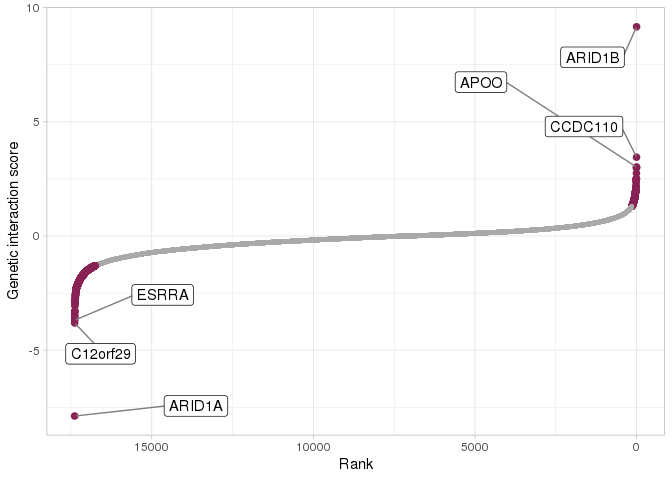 10
ARID1B
APOO
CCDC110
5
Genetic interaction score
0
ESRRA
-5
C12orf29
ARID1A
15000 10000 5000 0
Rank